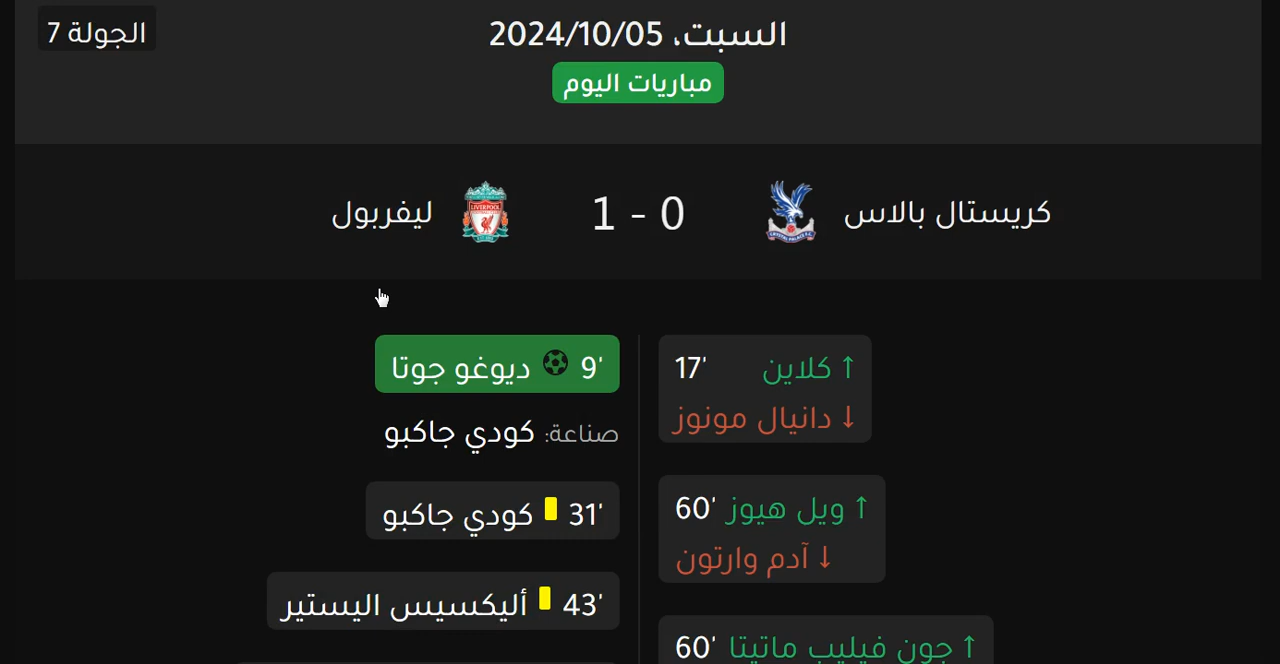 الجولة 7
السبت، 2024/10/05
مباريات اليوم
كريستال بالاس 0 - 1 ليفربول
↑ كلاين 17'
↓ دانيال مونوز
↑ ويل هيوز 60'
↓ آدم وارتون
↑ جون فيليب ماتيتا 60'
9' ديوغو جوتا
صناعة: كودي جاكبو
31' كودي جاكبو
43' أليكسيس اليستير